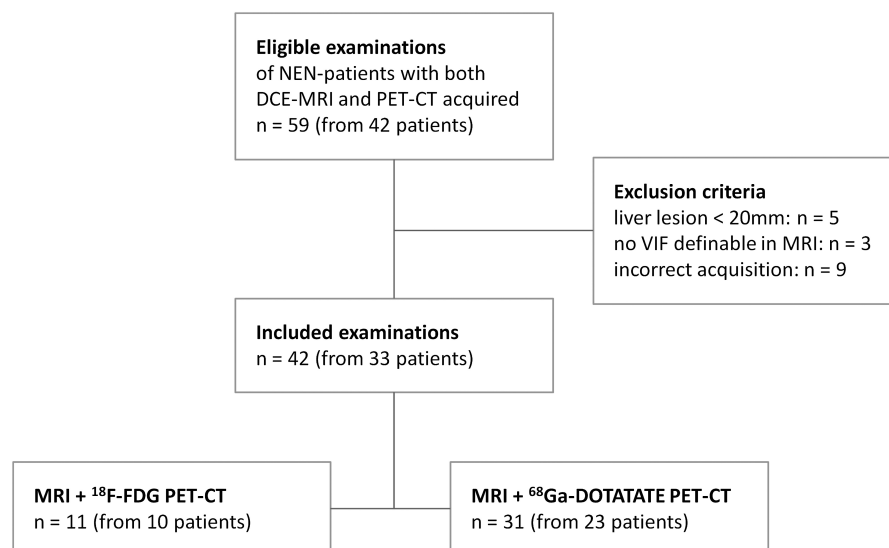 Eligible examinations
of NEN-patients with both
DCE-MRI and PET-CT acquired
n = 59 (from 42 patients)
Exclusion criteria
liver lesion < 20mm: n = 5
no VIF definable in MRI: n = 3
incorrect acquisition: n = 9
Included examinations
n = 42 (from 33 patients)
MRI + ¹⁸F-FDG PET-CT
n = 11 (from 10 patients)
MRI + ⁶⁸Ga-DOTATATE PET-CT
n = 31 (from 23 patients)